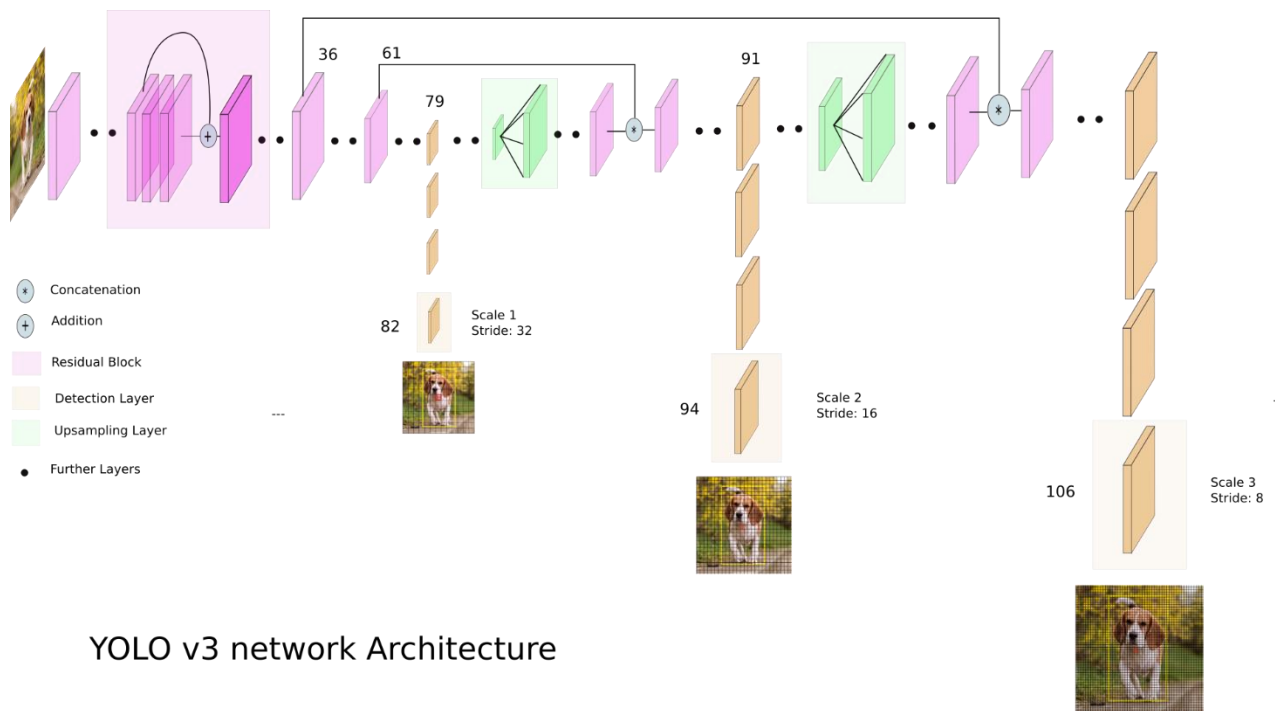 36
61
79
91
Concatenation
Addition
Residual Block
Detection Layer
Upsampling Layer
Further Layers
---
82
Scale 1
Stride: 32
94
Scale 2
Stride: 16
106
Scale 3
Stride: 8
YOLO v3 network Architecture